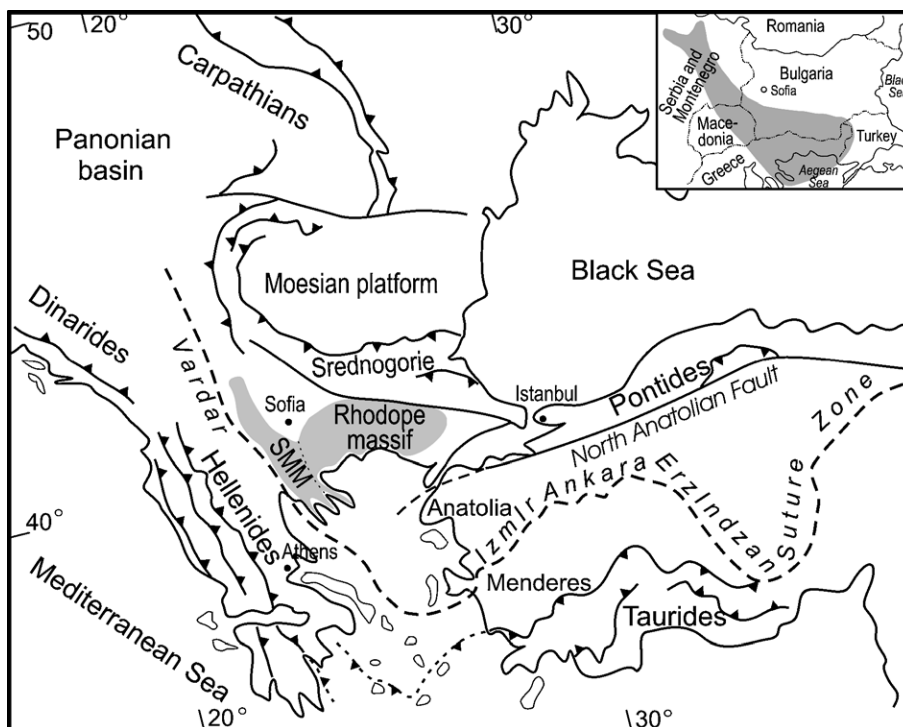 50
20°
30°
Carpathians
Panonian
basin
Moesian platform
Black Sea
Dinarides
Vardar
Srednogorie
Istanbul
Pontides
Sofia
Rhodope
massif
SMM
North Anatolian Fault
Hellenides
Anatolia
Izmir Ankara ErzIndzan
Suture Zone
40°
Athens
Menderes
Taurides
Mediterranean Sea
20°
30°
Romania
Serbia and
Montenegro
Bulgaria
Sofia
Black
Sea
Mace-
donia
Turkey
Greece
Aegean
Sea